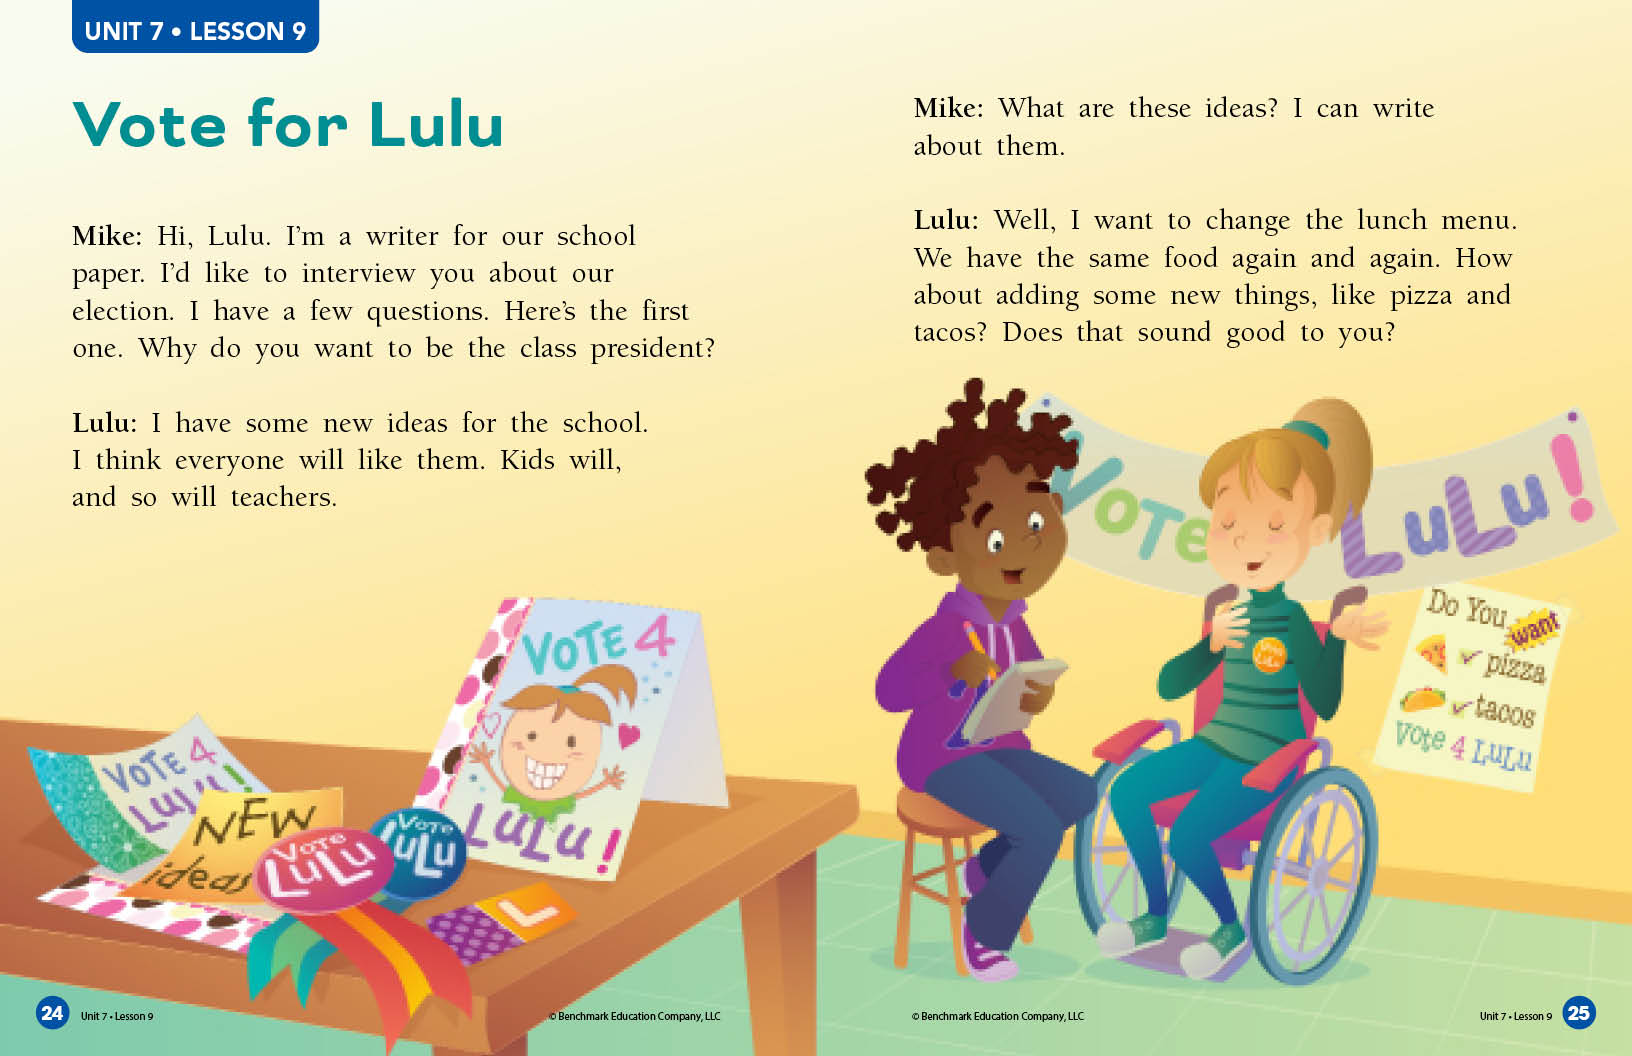 UNIT 7 • LESSON 9
Vote for Lulu
Mike: Hi, Lulu. I’m a writer for our school
paper. I’d like to interview you about our
election. I have a few questions. Here’s the first
one. Why do you want to be the class president?
Lulu: I have some new ideas for the school.
I think everyone will like them. Kids will,
and so will teachers.
VOTE 4
LULU!
VOTE 4
LULU!
NEW
ideas
VOTE
LULU
VOTE
LULU
L
24
Unit 7 • Lesson 9
© Benchmark Education Company, LLC
Mike: What are these ideas? I can write
about them.
Lulu: Well, I want to change the lunch menu.
We have the same food again and again. How
about adding some new things, like pizza and
tacos? Does that sound good to you?
VOTE LuLu!
VOTE
LULU
Do You
want
pizza
tacos
Vote 4 LuLu
© Benchmark Education Company, LLC
Unit 7 • Lesson 9
25